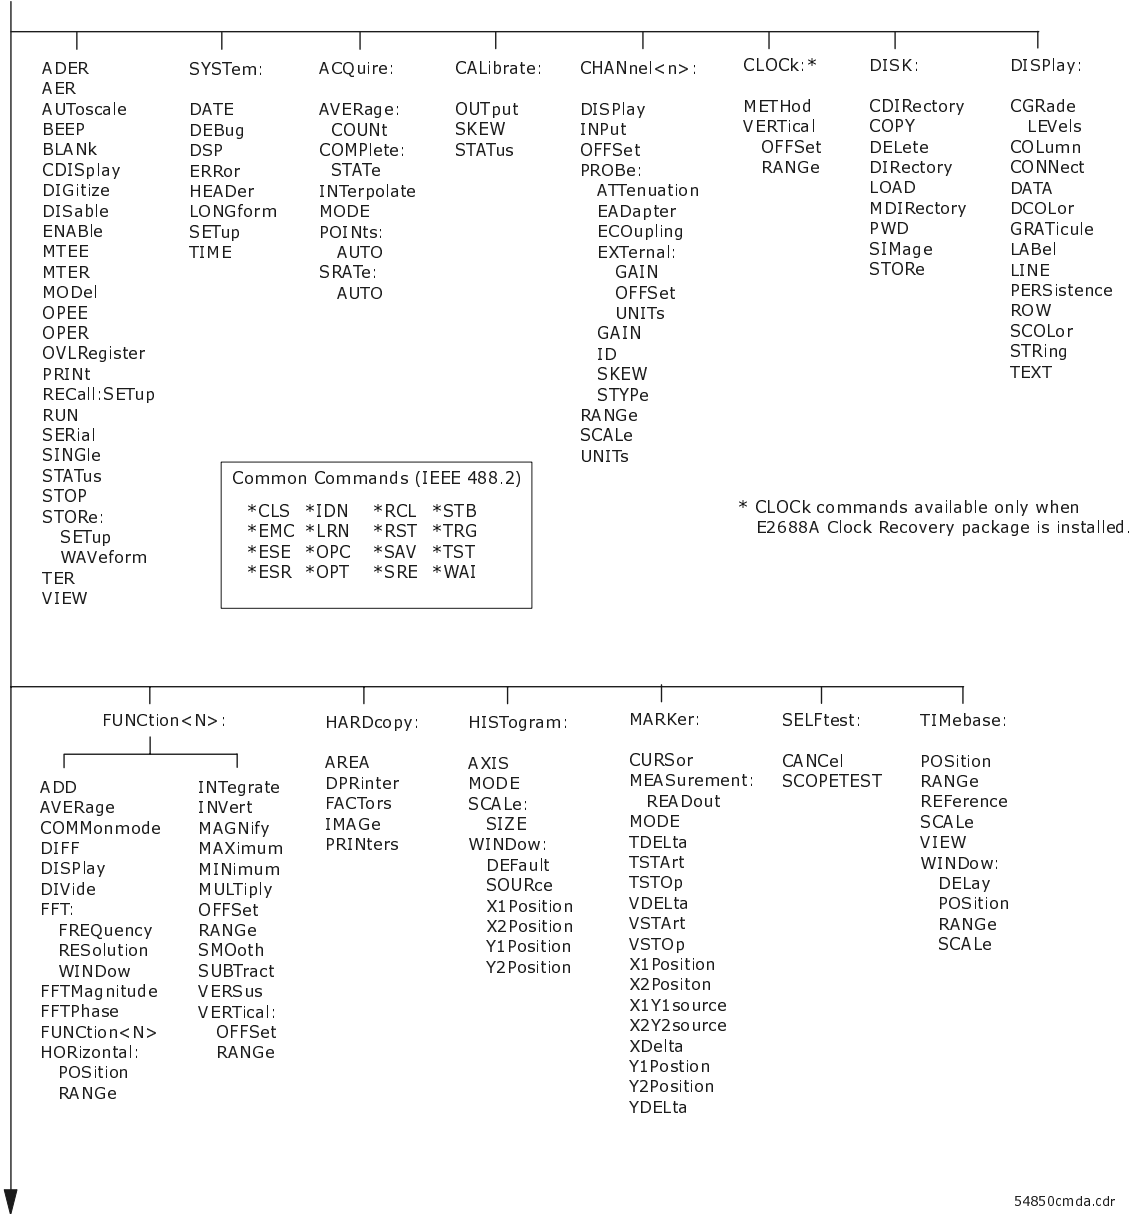 ADER
AER
AUToscale
BEEP
BLANk
CDISplay
DIGitize
DISable
ENABle
MTEE
MTER
MODel
OPEE
OPER
OVLRegister
PRINt
RECall:SETup
RUN
SERial
SINGle
STATus
STOP
STORe:
SETup
WAVeform
TER
VIEW
SYSTem:
DATE
DEBug
DSP
ERRor
HEADer
LONGform
SETup
TIME
ACQuire:
AVERage:
COUNt
COMPlete:
STATe
INTerpolate
MODE
POINts:
AUTO
SRATe:
AUTO
CALibrate:
OUTput
SKEW
STATus
CHANnel<n>:
DISPlay
INPut
OFFSet
PROBe:
ATTenuation
EADapter
ECOupling
EXTernal:
GAIN
OFFSet
UNITs
GAIN
ID
SKEW
STYPe
RANGe
SCALe
UNITs
CLOCk:*
METHod
VERTical
OFFSet
RANGe
DISK:
CDIRectory
COPY
DELete
DIRectory
LOAD
MDIRectory
PWD
SIMage
STORe
DISPlay:
CGRade
LEVels
COLumn
CONNect
DATA
DCOLor
GRATicule
LABel
LINE
PERSistence
ROW
SCOLor
STRing
TEXT
Common Commands (IEEE 488.2)
*CLS *IDN *RCL *STB
*EMC *LRN *RST *TRG
*ESE *OPC *SAV *TST
*ESR *OPT *SRE *WAI
* CLOCk commands available only when
E2688A Clock Recovery package is installed.
FUNCtion<N>:
ADD
AVERage
COMMonmode
DIFF
DISPlay
DIVide
FFT:
FREQuency
RESolution
WINDow
FFTMagnitude
FFTPhase
FUNCtion<N>
HORizontal:
POSition
RANGe
INTegrate
INVert
MAGNify
MAXimum
MINimum
MULTiply
OFFSet
RANGe
SMOoth
SUBTract
VERSus
VERTical:
OFFSet
RANGe
HARDcopy:
AREA
DPRinter
FACTors
IMAGe
PRINters
HISTogram:
AXIS
MODE
SCALe:
SIZE
WINDow:
DEFault
SOURce
X1Position
X2Position
Y1Position
Y2Position
MARKer:
CURSor
MEASurement:
READout
MODE
TDELta
TSTArt
TSTOp
VDELta
VSTArt
VSTOp
X1Position
X2Positon
X1Y1source
X2Y2source
XDelta
Y1Postion
Y2Position
YDELta
SELFtest:
CANCel
SCOPETEST
TIMebase:
POSition
RANGe
REFerence
SCALe
VIEW
WINDow:
DELay
POSition
RANGe
SCALe
54850cmda.cdr